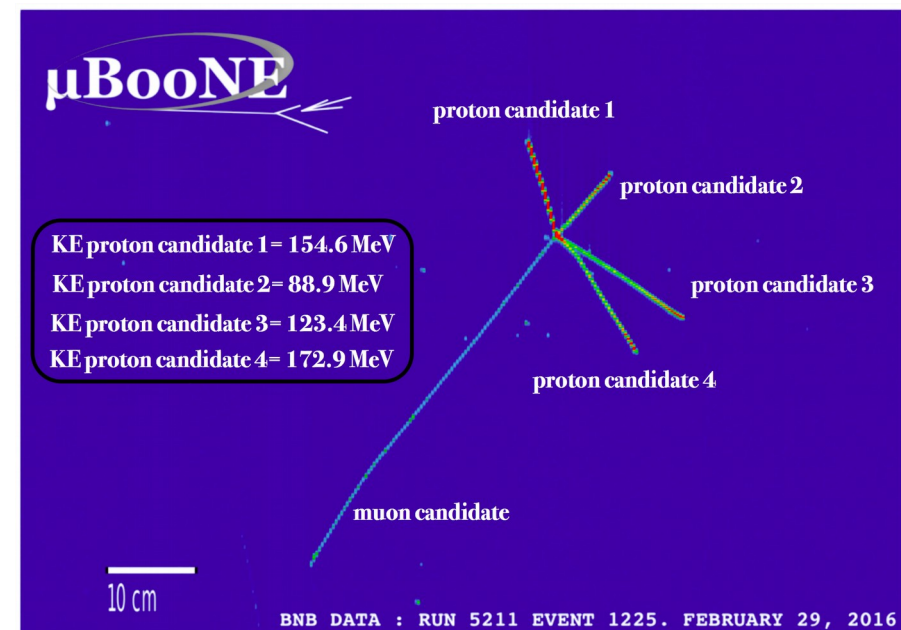 µBooNE
proton candidate 1
proton candidate 2
KE proton candidate 1 = 154.6 MeV
KE proton candidate 2= 88.9 MeV
KE proton candidate 3= 123.4 MeV
KE proton candidate 4= 172.9 MeV
proton candidate 3
proton candidate 4
muon candidate
10 cm
BNB DATA : RUN 5211 EVENT 1225. FEBRUARY 29, 2016